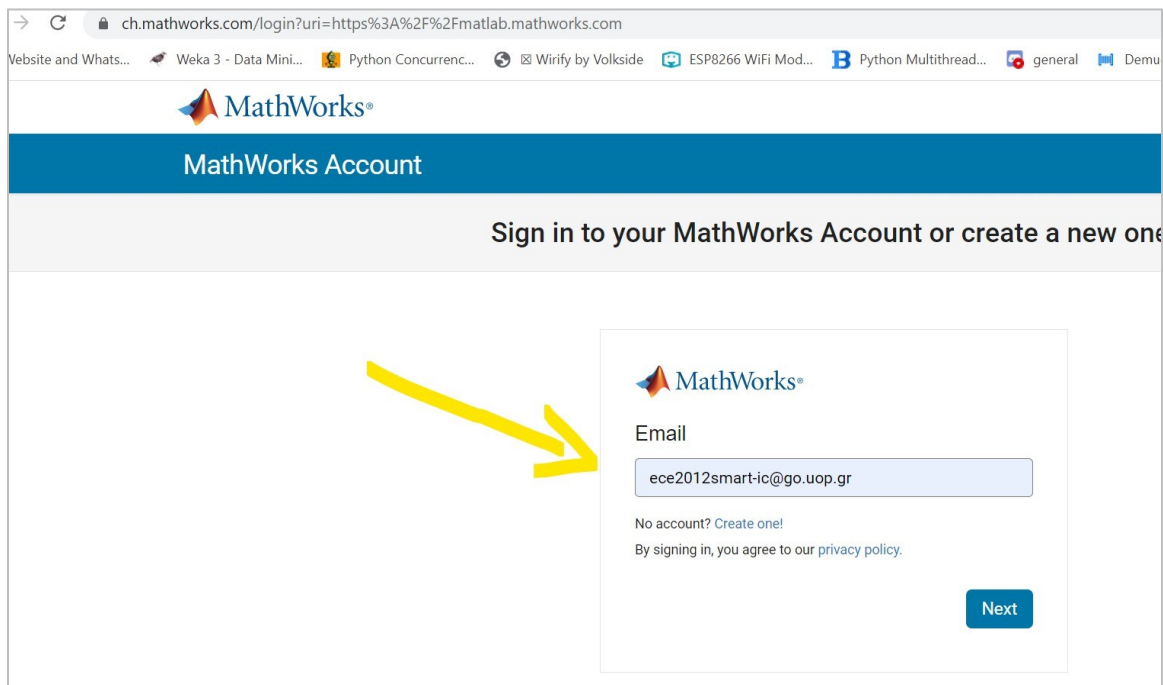 ch.mathworks.com/login?uri=https%3A%2F%2Fmatlab.mathworks.com
Website and Whats... Weka 3 - Data Mini... Python Concurrenc... Wirify by Volkside ESP8266 WiFi Mod... Python Multithread... general Demu
MathWorks®
MathWorks Account
Sign in to your MathWorks Account or create a new one
MathWorks®
Email
ece2012smart-ic@go.uop.gr
No account? Create one!
By signing in, you agree to our privacy policy.
Next